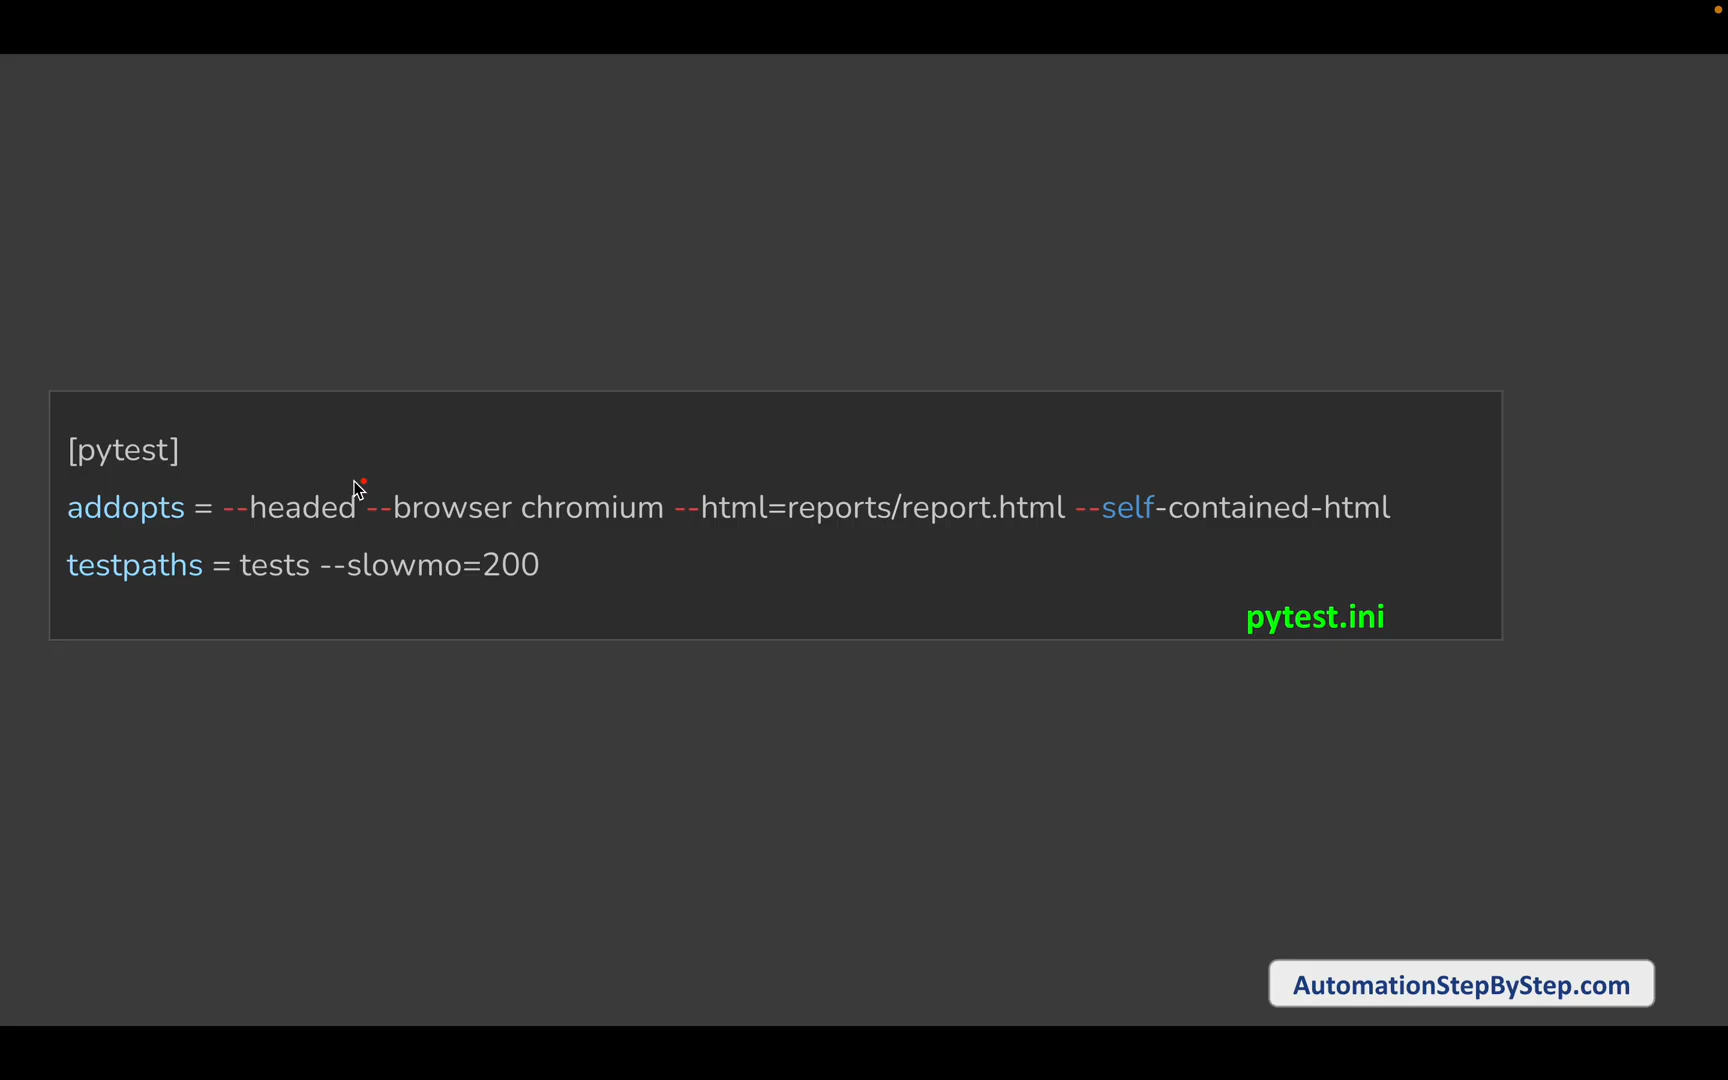 [pytest]
addopts = --headed --browser chromium --html=reports/report.html --self-contained-html
testpaths = tests --slowmo=200
pytest.ini
AutomationStepByStep.com